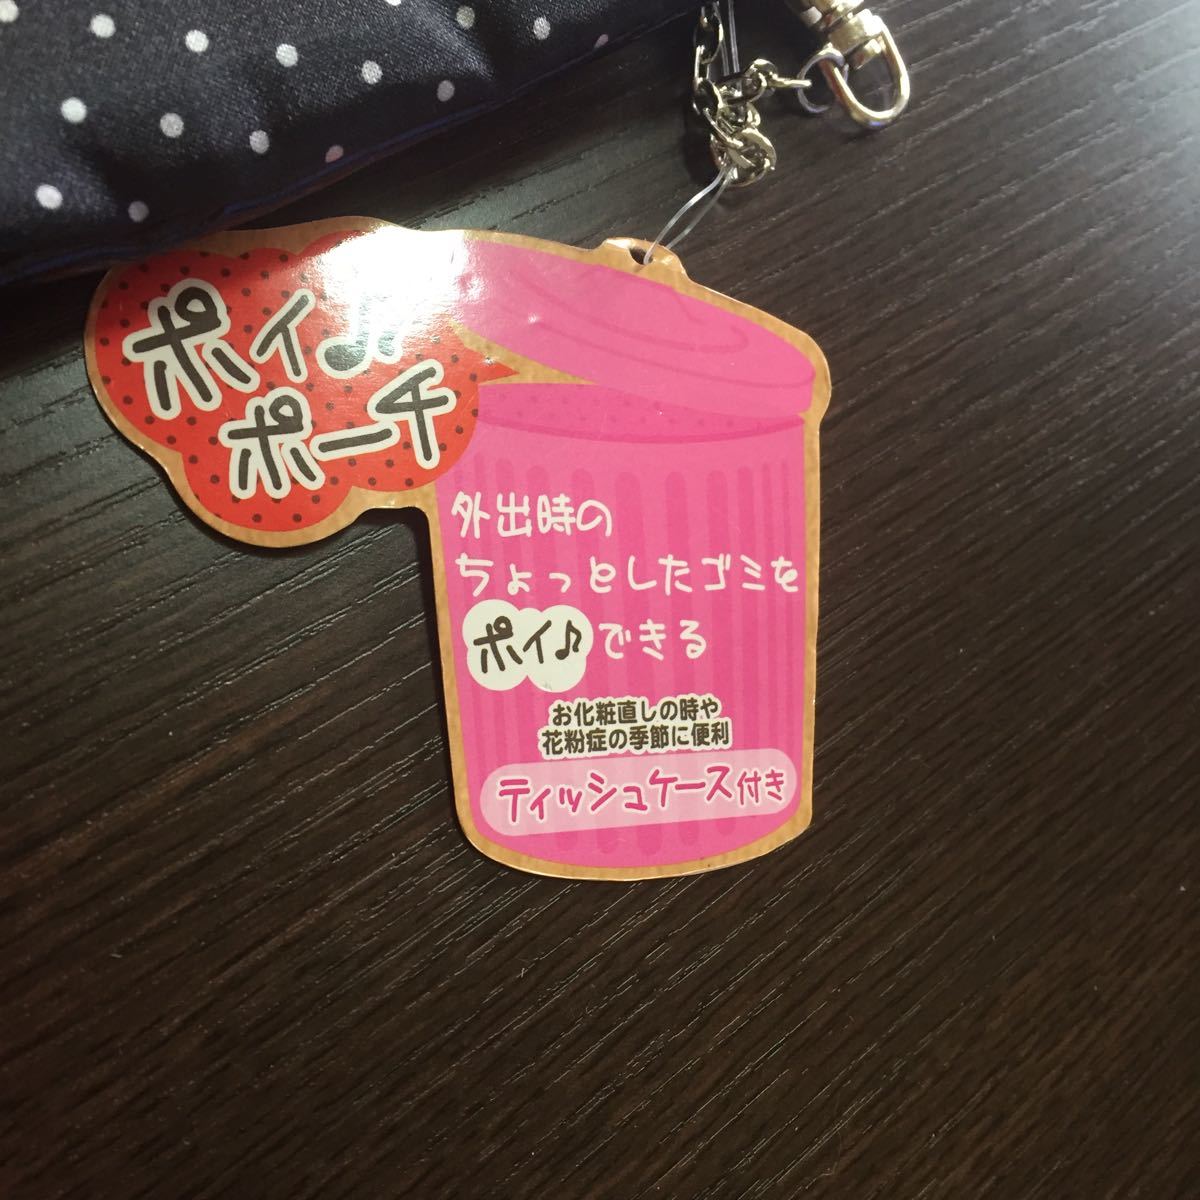 ポイ♪
ポーチ
外出時の
ちょっとしたゴミを
ポイ♪できる
お化粧直しの時や
花粉症の季節に便利
ティッシュケース付き